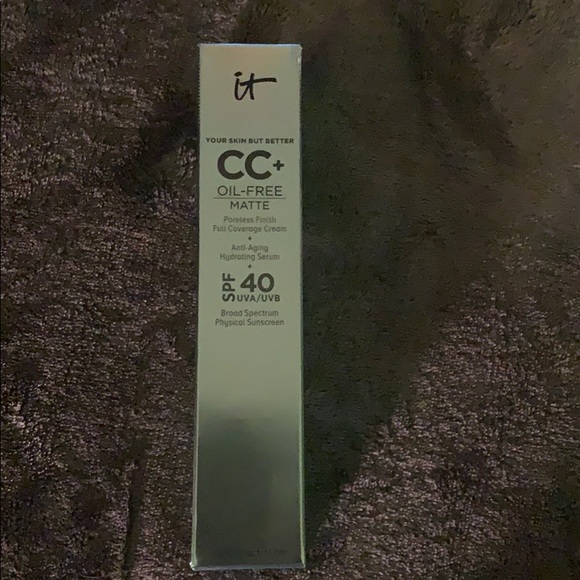 it
YOUR SKIN BUT BETTER
CC+
OIL-FREE
MATTE
Poreless Finish
Full Coverage Cream
+
Anti-Aging
Hydrating Serum
+
SPF 40
UVA/UVB
Broad Spectrum
Physical Sunscreen